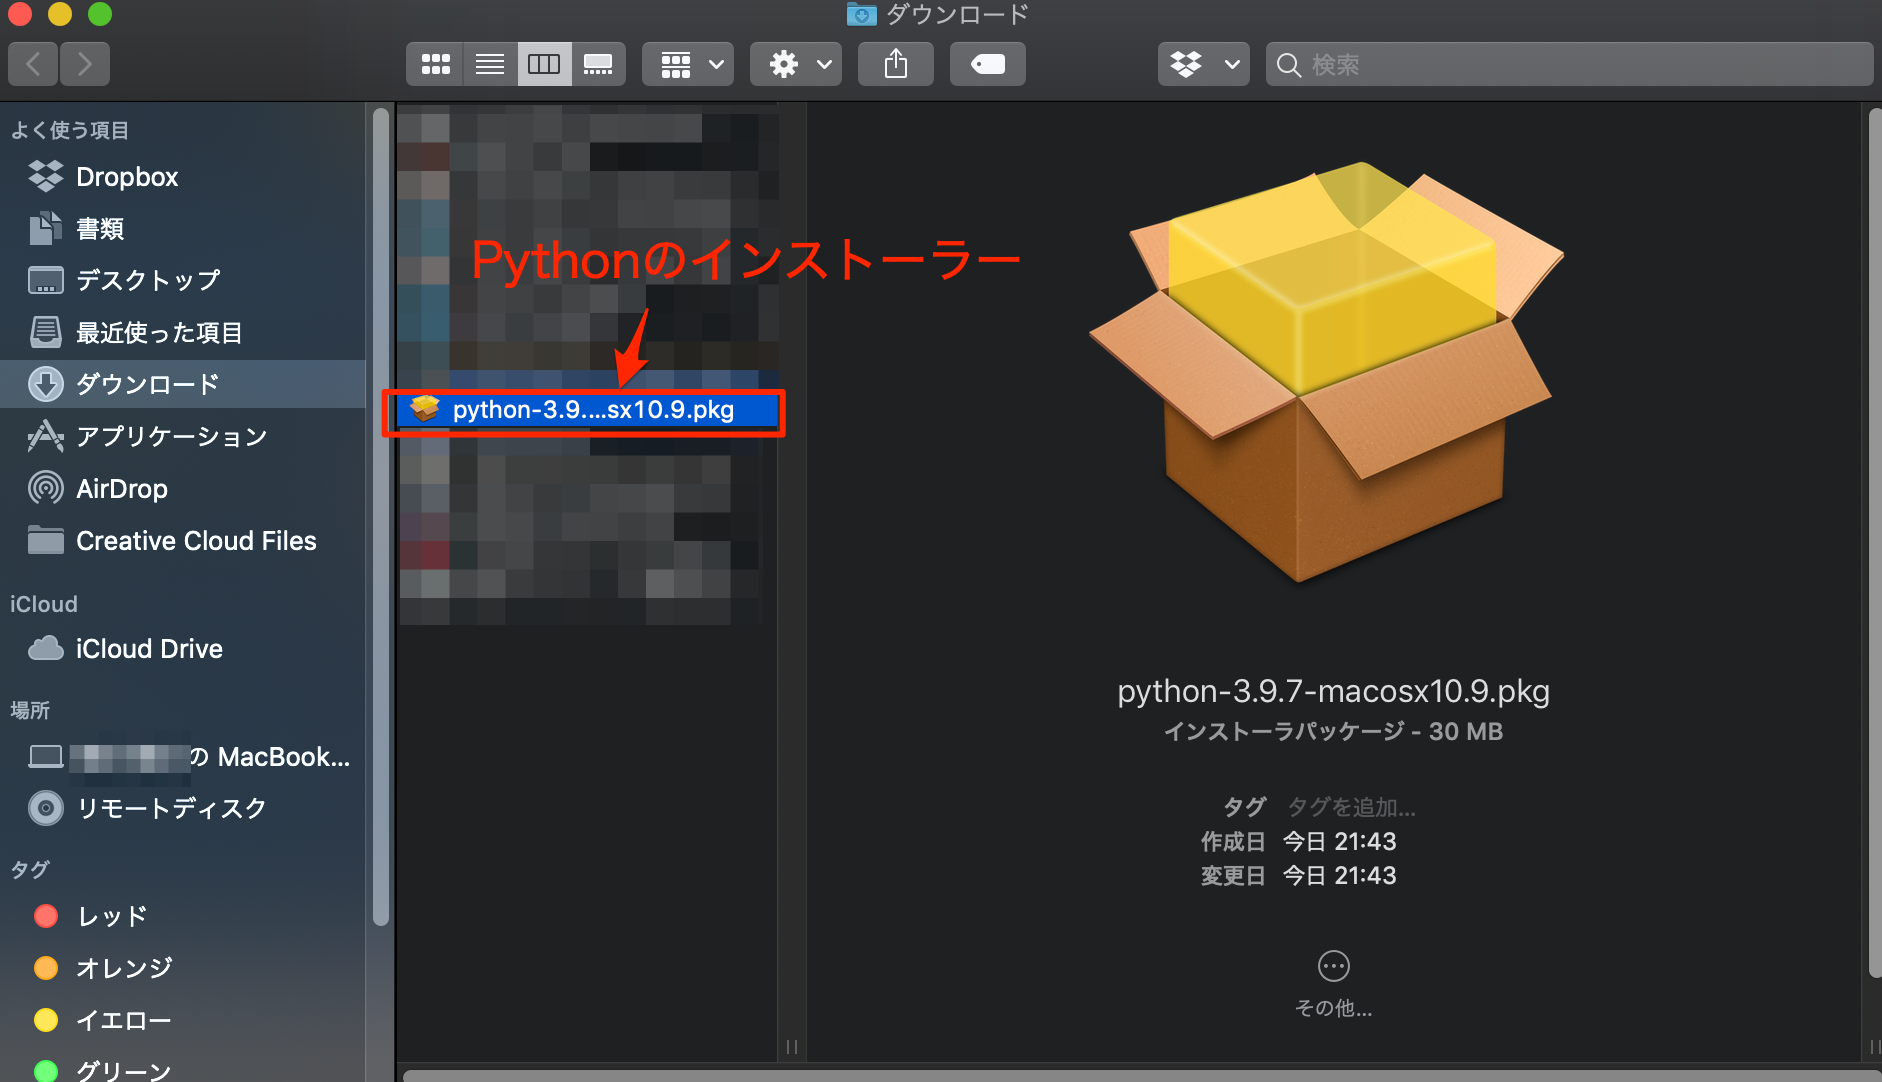 ダウンロード
検索
よく使う項目
Dropbox
書類
デスクトップ
最近使った項目
ダウンロード
アプリケーション
AirDrop
Creative Cloud Files
iCloud
iCloud Drive
場所
の MacBook...
リモートディスク
タグ
レッド
オレンジ
イエロー
グリーン
Pythonのインストーラー
python-3.9....sx10.9.pkg
python-3.9.7-macosx10.9.pkg
インストーラパッケージ - 30 MB
タグ タグを追加...
作成日 今日 21:43
変更日 今日 21:43
その他...